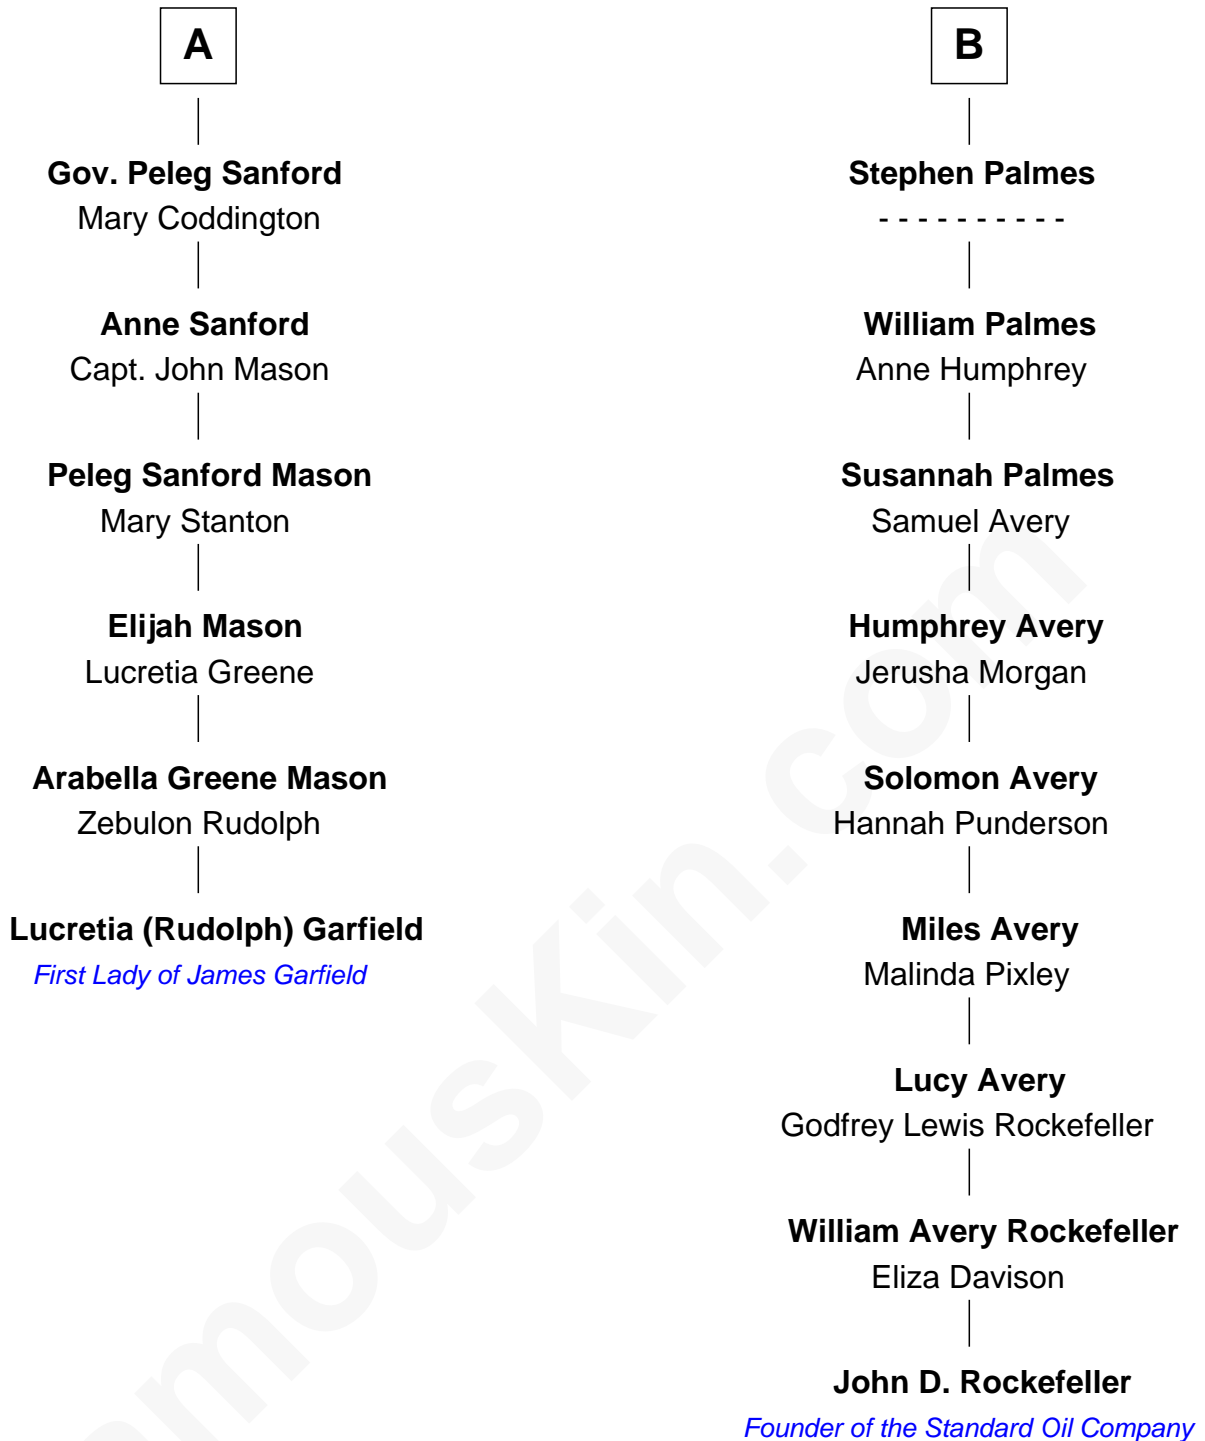 A
Gov. Peleg Sanford
Mary Coddington
Anne Sanford
Capt. John Mason
Peleg Sanford Mason
Mary Stanton
Elijah Mason
Lucretia Greene
Arabella Greene Mason
Zebulon Rudolph
Lucretia (Rudolph) Garfield
First Lady of James Garfield
B
Stephen Palmes
- - - - - - - - - -
William Palmes
Anne Humphrey
Susannah Palmes
Samuel Avery
Humphrey Avery
Jerusha Morgan
Solomon Avery
Hannah Punderson
Miles Avery
Malinda Pixley
Lucy Avery
Godfrey Lewis Rockefeller
William Avery Rockefeller
Eliza Davison
John D. Rockefeller
Founder of the Standard Oil Company
amouskin.com